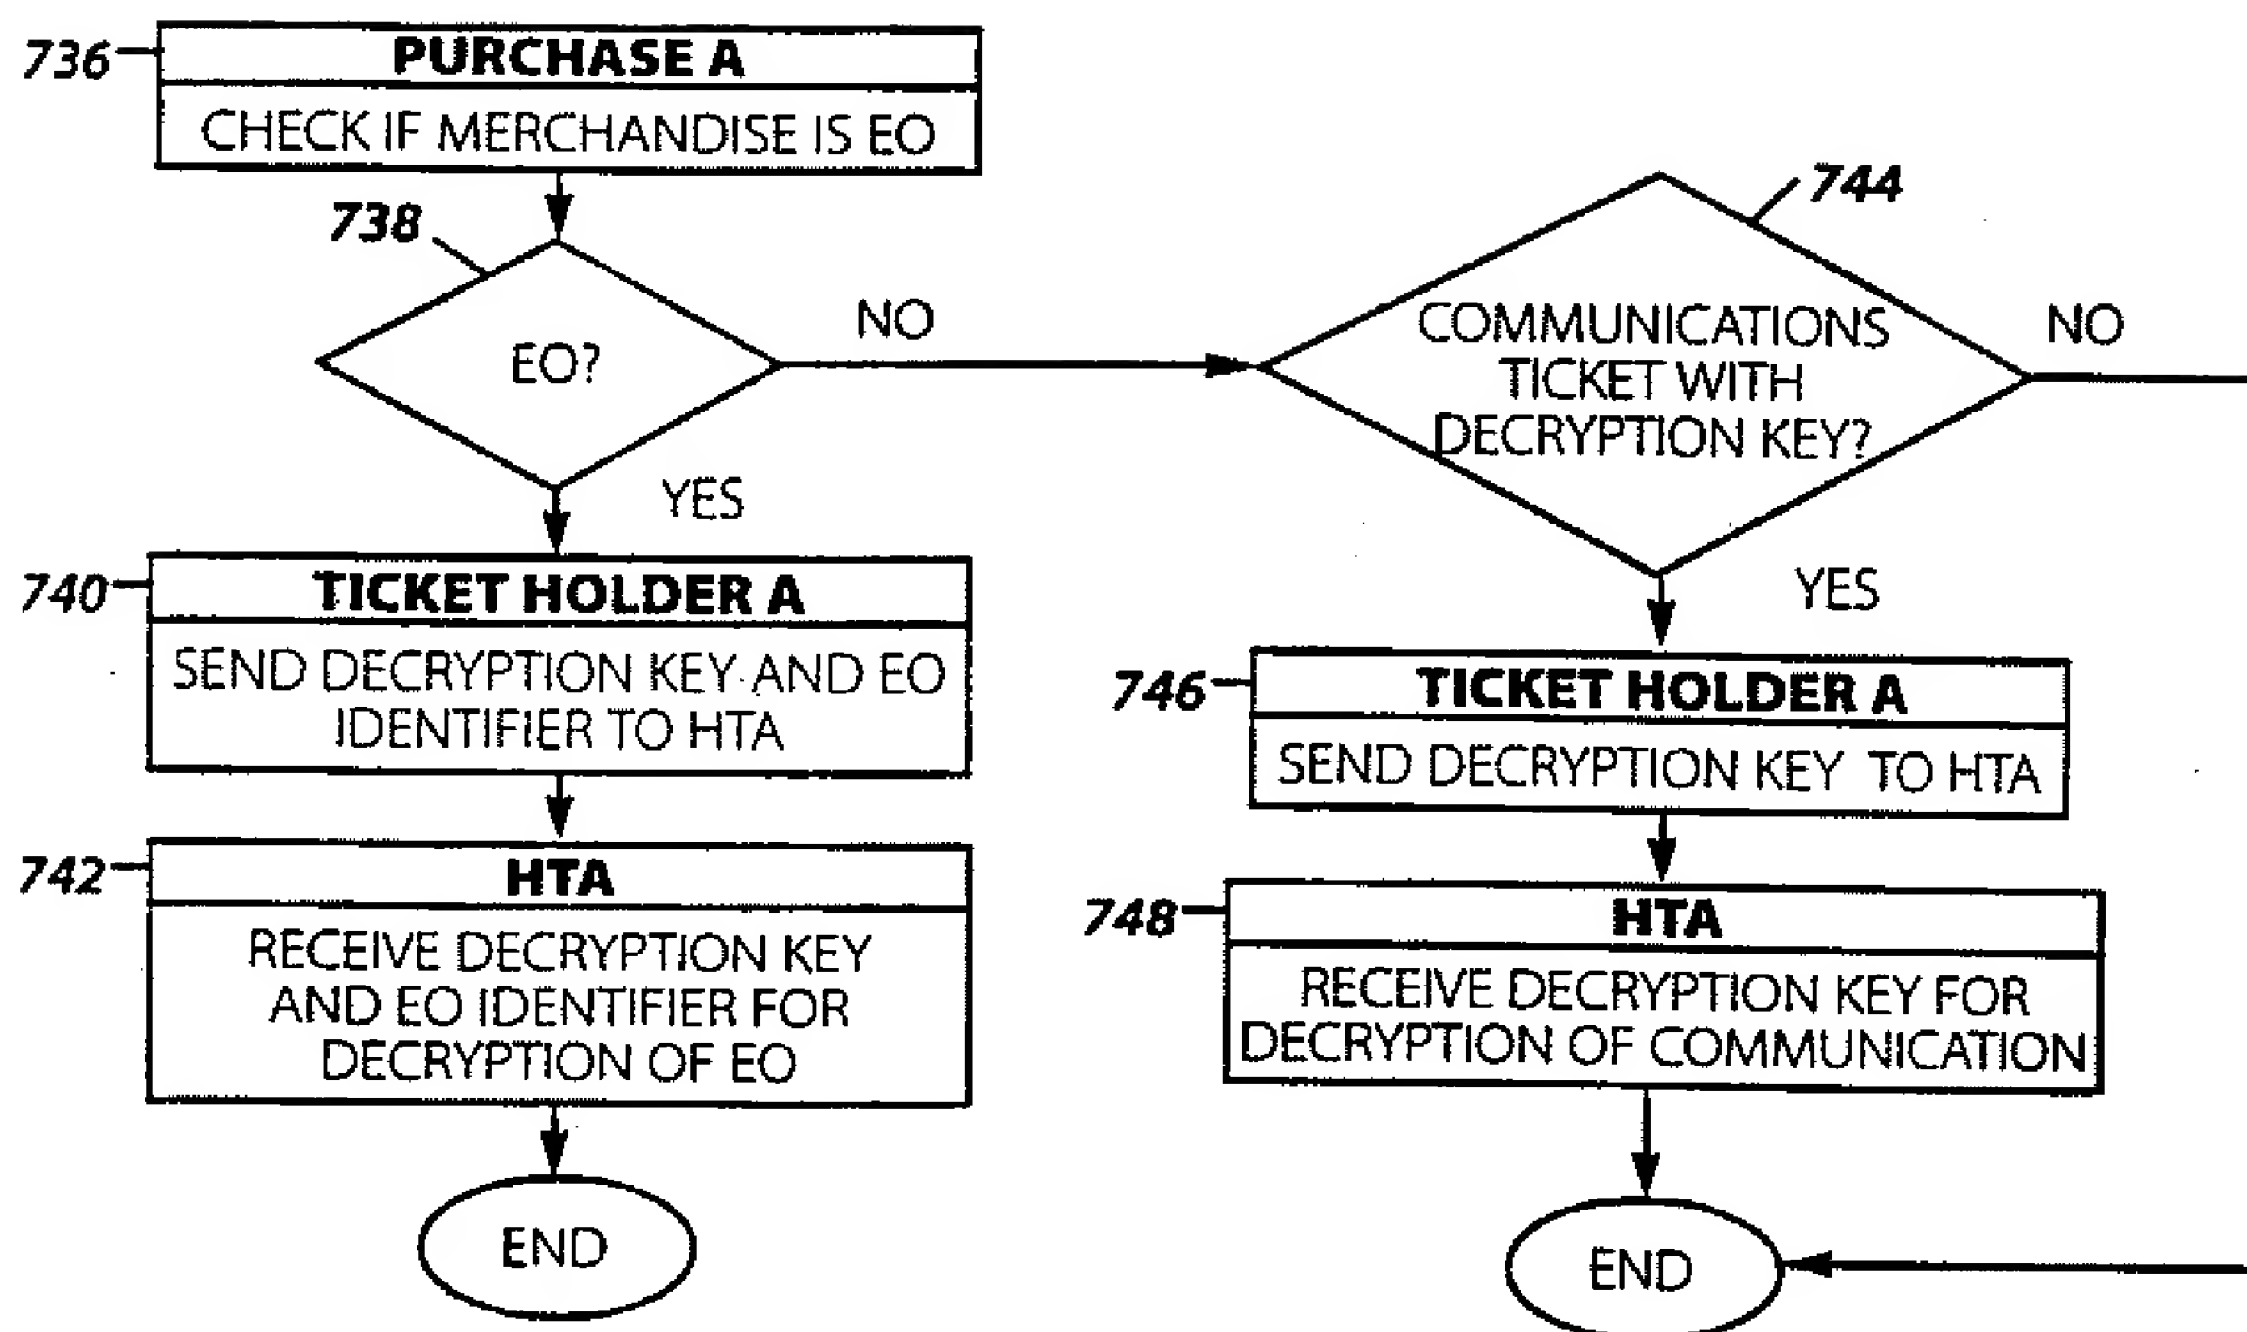 736
PURCHASE A
CHECK IF MERCHANDISE IS EO
738
EO?
NO
YES
740
TICKET HOLDER A
SEND DECRYPTION KEY AND EO
IDENTIFIER TO HTA
742
HTA
RECEIVE DECRYPTION KEY
AND EO IDENTIFIER FOR
DECRYPTION OF EO
END
744
COMMUNICATIONS
TICKET WITH
DECRYPTION KEY?
NO
YES
746
TICKET HOLDER A
SEND DECRYPTION KEY TO HTA
748
HTA
RECEIVE DECRYPTION KEY FOR
DECRYPTION OF COMMUNICATION
END